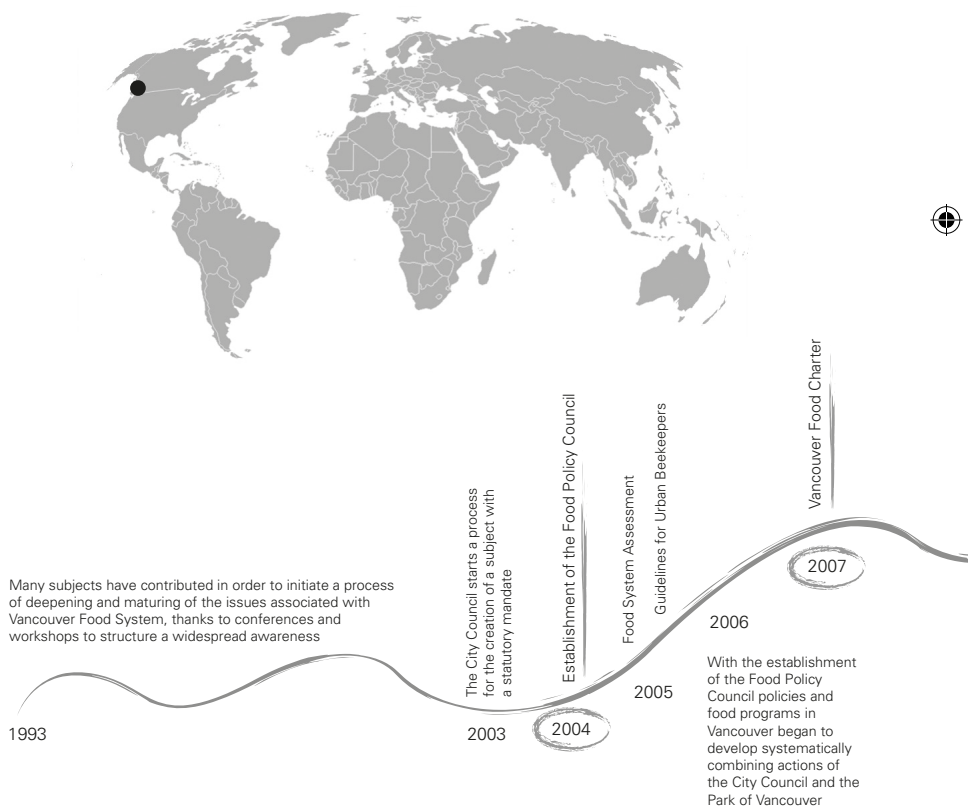 Many subjects have contributed in order to initiate a process
of deepening and maturing of the issues associated with
Vancouver Food System, thanks to conferences and
workshops to structure a widespread awareness
1993
The City Council starts a process
for the creation of a subject with
a statutory mandate
2003
Establishment of the Food Policy Council
2004
Food System Assessment
Guidelines for Urban Beekeepers
2005
2006
With the establishment
of the Food Policy
Council policies and
food programs in
Vancouver began to
develop systematically
combining actions of
the City Council and the
Park of Vancouver
Vancouver Food Charter
2007